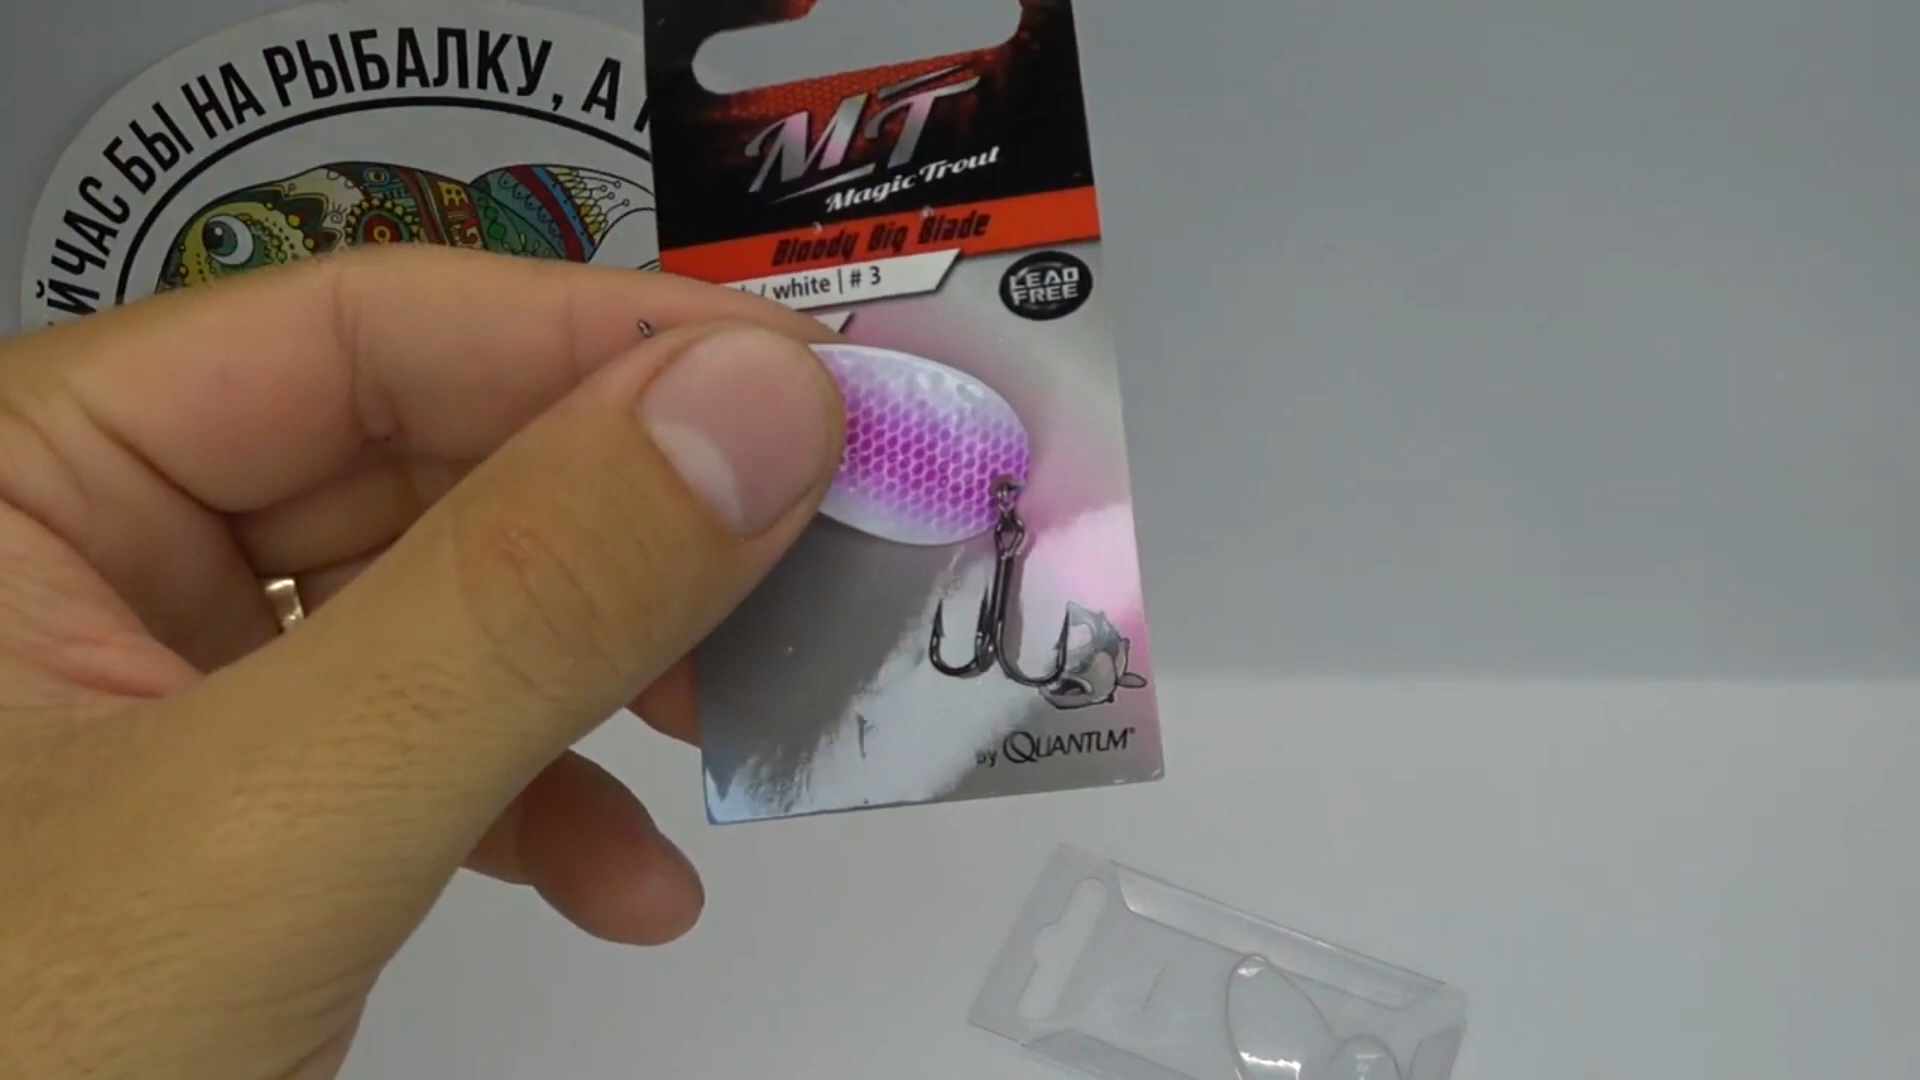 ЙЧАС БЫ НА РЫБАЛКУ, А
MT
Magic Trout
Bloody Big Blade
/ white | # 3
LEAD
FREE
by QUANTUM®